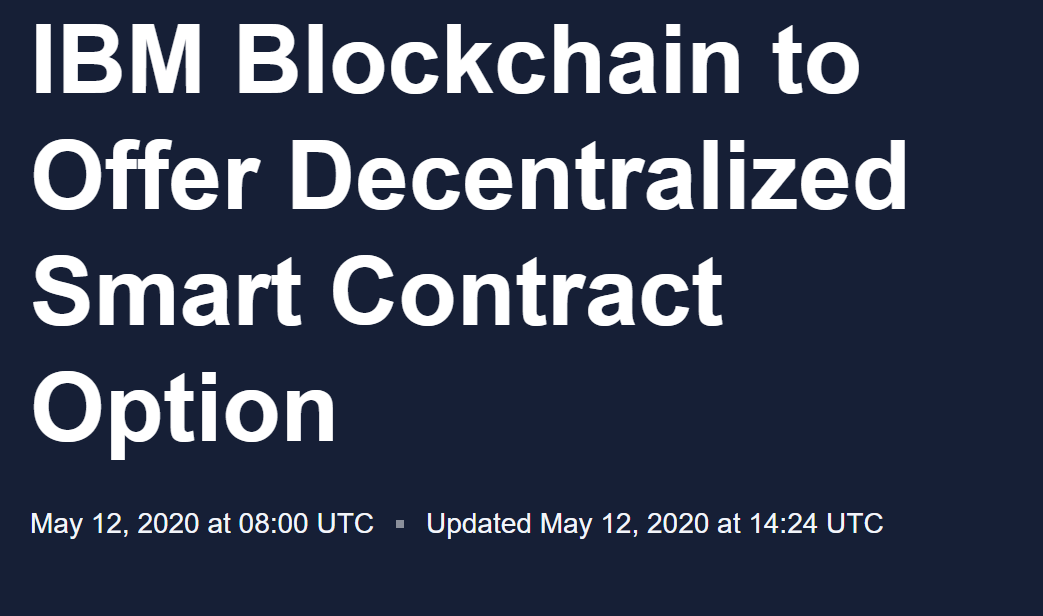 IBM Blockchain to
Offer Decentralized
Smart Contract
Option
May 12, 2020 at 08:00 UTC ▪ Updated May 12, 2020 at 14:24 UTC